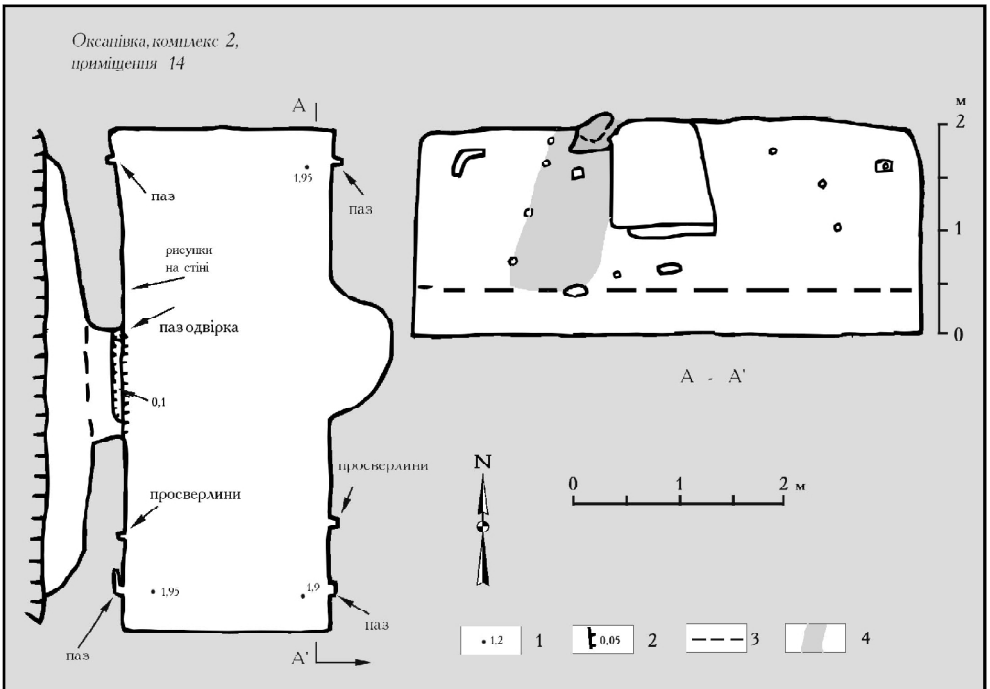 Оксанівка, комплекс 2,
приміщення 14
А
м
2
1,95
паз
паз
рисунки
на стіні
1
паз одвірка
0
А - А'
0,1
просверлини
N
0 1 2 м
просверлини
1,95
1,9
паз
паз
А'
1.2 1 0,05 2 3 4